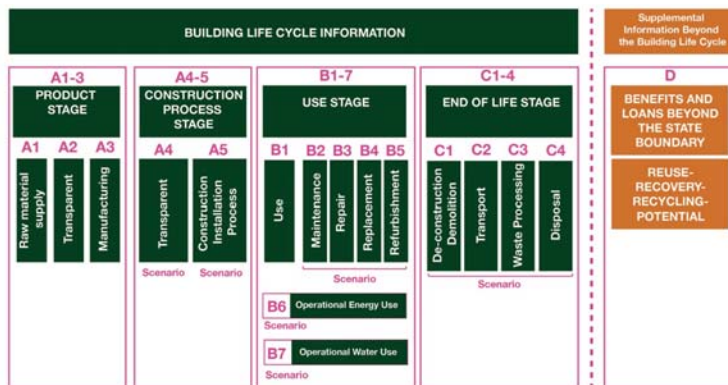 BUILDING LIFE CYCLE INFORMATION
Supplemental
Information Beyond
the Building Life Cycle
A1-3
PRODUCT
STAGE
A1
A2
A3
Raw material
supply
Transparent
Manufacturing
A4-5
CONSTRUCTION
PROCESS
STAGE
A4
A5
Transparent
Construction
Installation
Process
Scenario
Scenario
B1-7
USE STAGE
B1
B2
B3
B4
B5
Use
Maintenance
Repair
Replacement
Refurbishment
Scenario
B6
Operational Energy Use
Scenario
B7
Operational Water Use
Scenario
C1-4
END OF LIFE STAGE
C1
C2
C3
C4
De-construction
Demolition
Transport
Waste Processing
Disposal
Scenario
D
BENEFITS AND
LOANS BEYOND
THE STATE
BOUNDARY
REUSE-
RECOVERY-
RECYCLING-
POTENTIAL